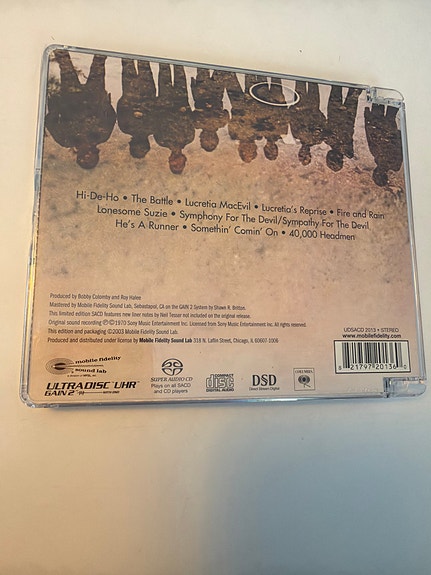 Hi-De-Ho • The Battle • Lucretia MacEvil • Lucretia's Reprise • Fire and Rain
Lonesome Suzie • Symphony For The Devil/Sympathy For The Devil
He's A Runner • Somethin' Comin' On • 40,000 Headmen
Produced by Bobby Colomby and Roy Halee
Mastered by Mobile Fidelity Sound Lab, Sebastopol, CA on the GAIN 2 System by Shawn R. Britton.
This limited edition SACD features new liner notes by Neil Tesser not included on the original release.
Original sound recording ℗©1970 Sony Music Entertainment Inc. Licensed from Sony Music Entertainment Inc. All rights reserved.
This edition and packaging ©2003 Mobile Fidelity Sound Lab.
Produced and distributed under license by Mobile Fidelity Sound Lab 318 N. Laflin Street, Chicago, IL 60607-1006
UDSACD 2013 • STEREO
www.mobilefidelity.com
8 21797 20136
mobile fidelity
sound lab
ULTRADISC UHR™
GAIN 2™
SUPER AUDIO CD
Plays on all SACD
and CD players
COMPACT
disc
DIGITAL AUDIO
DSD
Direct Stream Digital
COLUMBIA